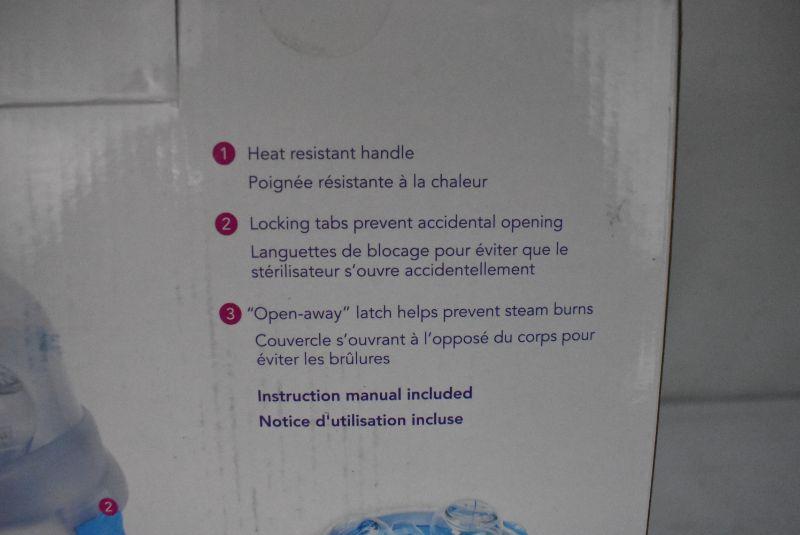 1 Heat resistant handle
Poignée résistante à la chaleur
2 Locking tabs prevent accidental opening
Languettes de blocage pour éviter que le
stérilisateur s'ouvre accidentellement
3 "Open-away" latch helps prevent steam burns
Couvercle s'ouvrant à l'opposé du corps pour
éviter les brûlures
Instruction manual included
Notice d'utilisation incluse
2